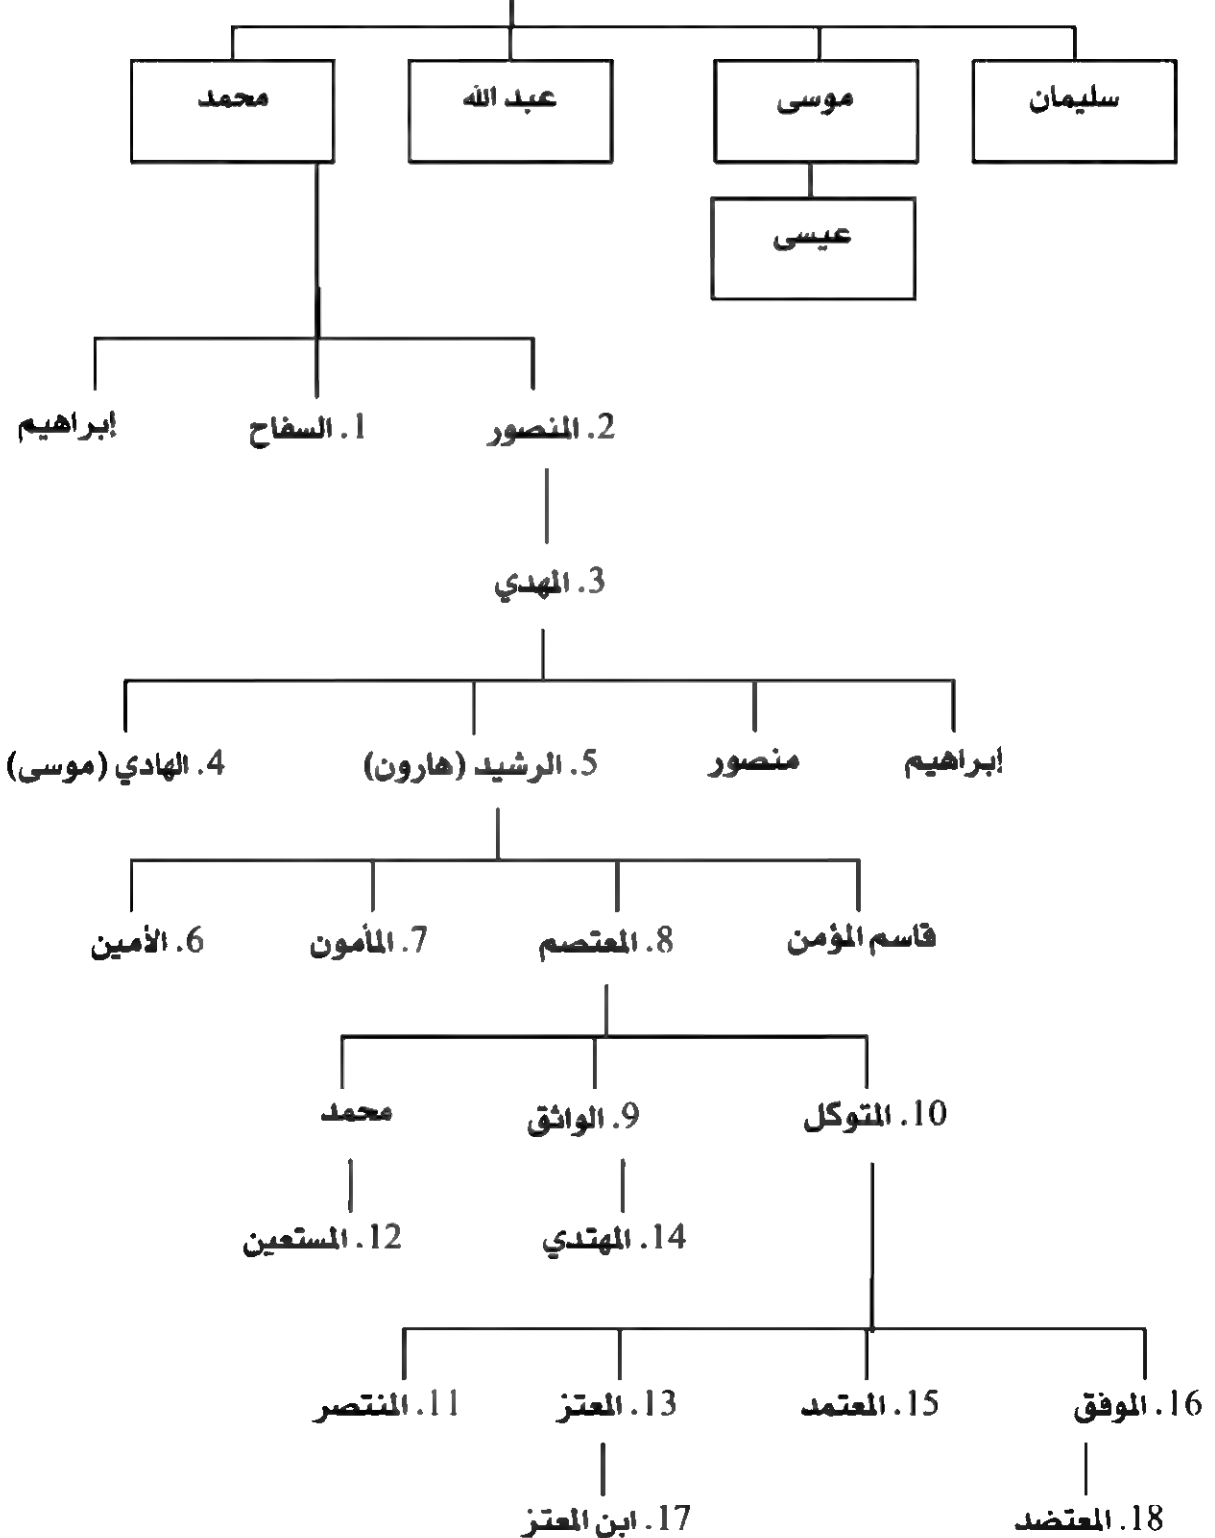 سليمان موسى عبد الله محمد
عيسى
2. المنصور 1. السفاح إبراهيم
3. المهدي
إبراهيم منصور 5. الرشيد (هارون) 4. الهادي (موسى)
قاسم المؤمن 8. المعتصم 7. المأمون 6. الأمين
10. المتوكل 9. الواثق محمد
14. المهتدي 12. المستعين
16. الموفق 15. المعتمد 13. المعتز 11. المنتصر
18. المعتضد 17. ابن المعتز